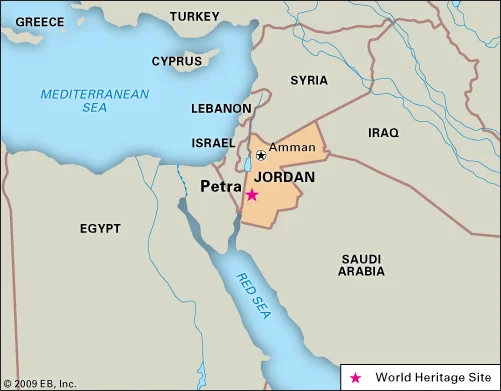 GREECE
TURKEY
CYPRUS
SYRIA
MEDITERRANEAN
SEA
LEBANON
ISRAEL
IRAQ
Amman
Petra
JORDAN
EGYPT
SAUDI
ARABIA
RED SEA
© 2009 EB, Inc.
World Heritage Site